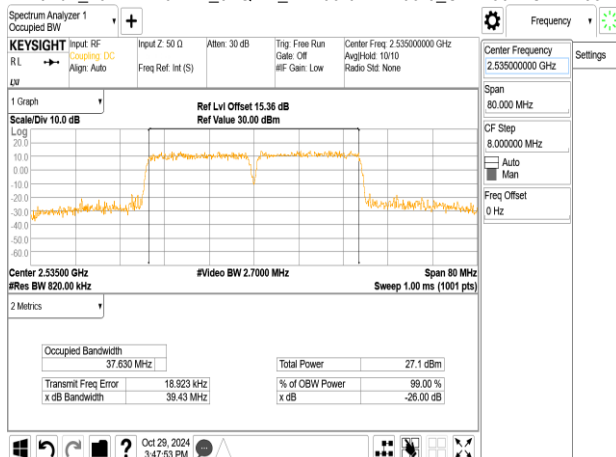 Spectrum Analyzer 1
Occupied BW
Frequency
KEYSIGHT Input: RF
Coupling: DC
Align: Auto
RL
LXI
Input Z: 50 Ω
Freq Ref: Int (S)
Atten: 30 dB
Trig: Free Run
Gate: Off
#IF Gain: Low
Center Freq: 2.535000000 GHz
Avg|Hold: 10/10
Radio Std: None
Center Frequency
2.535000000 GHz
Settings
Span
80.000 MHz
CF Step
8.000000 MHz
Auto
Man
Freq Offset
0 Hz
1 Graph
Scale/Div 10.0 dB
Ref Lvl Offset 15.36 dB
Ref Value 30.00 dBm
Log
20.0
10.0
0.00
-10.0
-20.0
-30.0
-40.0
-50.0
-60.0
Center 2.53500 GHz
#Video BW 2.7000 MHz
Span 80 MHz
#Res BW 820.00 kHz
Sweep 1.00 ms (1001 pts)
2 Metrics
Occupied Bandwidth
37.630 MHz
Total Power 27.1 dBm
Transmit Freq Error 18.923 kHz
% of OBW Power 99.00 %
x dB Bandwidth 39.43 MHz
x dB -26.00 dB
?
Oct 29, 2024
3:47:53 PM